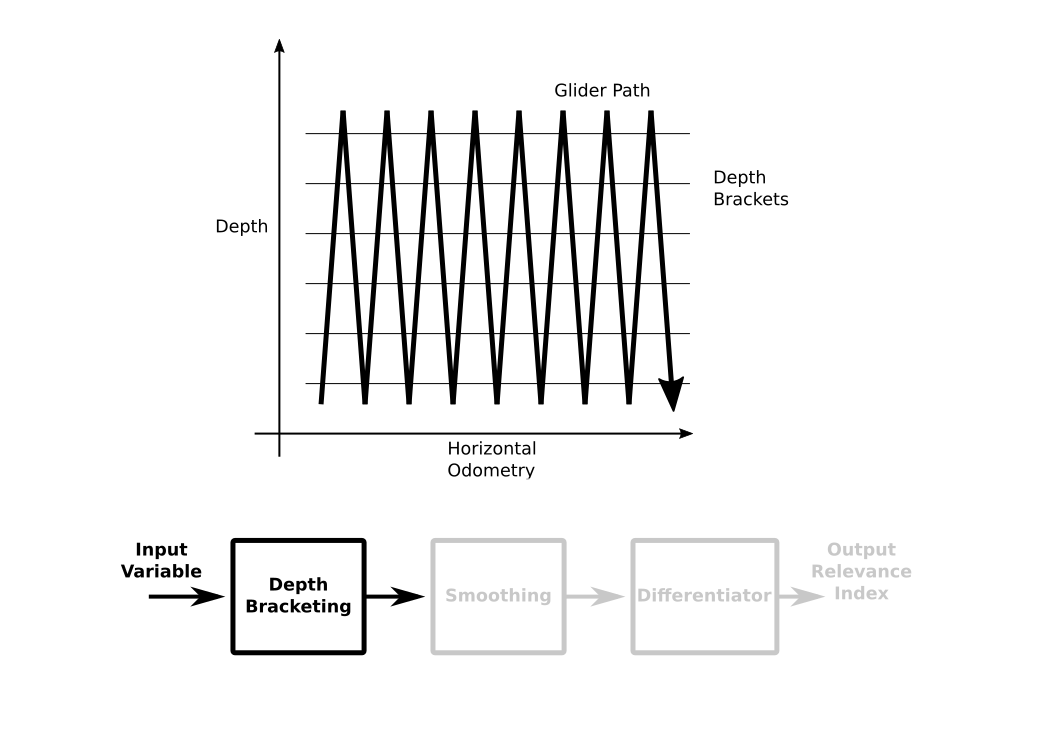 Glider Path
Depth
Brackets
Depth
Horizontal
Odometry
Input
Variable
Depth
Bracketing
Smoothing
Differentiator
Output
Relevance
Index